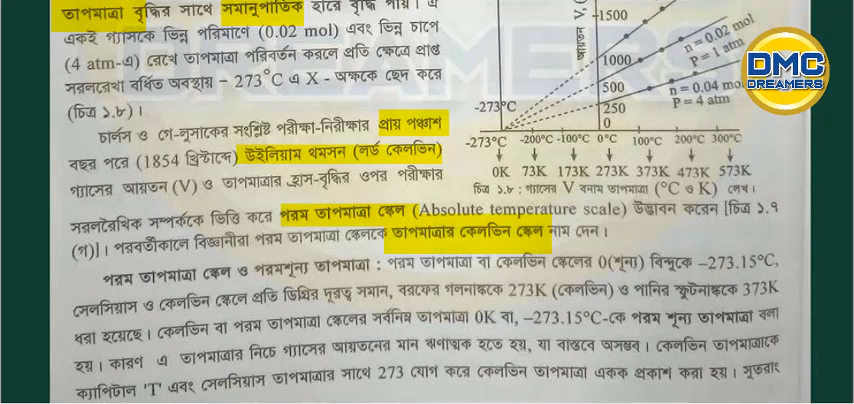 তাপমাত্রা বৃদ্ধির সাথে সমানুপাতিক হারে বৃদ্ধি পায়। এ
একই গ্যাসকে ভিন্ন পরিমাণে (0.02 mol) এবং ভিন্ন চাপে
(4 atm-এ) রেখে তাপমাত্রা পরিবর্তন করলে প্রতি ক্ষেত্রে প্রাপ্ত
সরলরেখা বর্ধিত অবস্থায় – 273°C এ X - অক্ষকে ছেদ করে
(চিত্র ১.৮)।
চার্লস ও গে-লুসাকের সংশ্লিষ্ট পরীক্ষা-নিরীক্ষার প্রায় পঞ্চাশ
বছর পরে (1854 খ্রিস্টাব্দে) উইলিয়াম থমসন (লর্ড কেলভিন)
গ্যাসের আয়তন (V) ও তাপমাত্রার হ্রাস-বৃদ্ধির ওপর পরীক্ষার
আয়তন V,
1500
1000
500
250
0
n = 0.02 mol
P = 1 atm
n = 0.04 mol
P = 4 atm
-273°C
-273°C -200°C -100°C 0°C 100°C 200°C 300°C
0K 73K 173K 273K 373K 473K 573K
চিত্র ১.৮ : গ্যাসের V বনাম তাপমাত্রা (°C ও K) লেখ।
DMC
DREAMERS
সরলরৈখিক সম্পর্ককে ভিত্তি করে পরম তাপমাত্রা স্কেল (Absolute temperature scale) উদ্ভাবন করেন [চিত্র ১.৭
(গ)]। পরবর্তীকালে বিজ্ঞানীরা পরম তাপমাত্রা স্কেলকে তাপমাত্রার কেলভিন স্কেল নাম দেন।
পরম তাপমাত্রা স্কেল ও পরমশূন্য তাপমাত্রা : পরম তাপমাত্রা বা কেলভিন স্কেলের 0(শূন্য) বিন্দুকে –273.15°C,
সেলসিয়াস ও কেলভিন স্কেলে প্রতি ডিগ্রির দূরত্ব সমান, বরফের গলনাঙ্ককে 273K (কেলভিন) ও পানির স্ফুটনাঙ্ককে 373K
ধরা হয়েছে। কেলভিন বা পরম তাপমাত্রা স্কেলের সর্বনিম্ন তাপমাত্রা 0K বা, –273.15°C-কে পরম শূন্য তাপমাত্রা বলা
হয়। কারণ এ তাপমাত্রার নিচে গ্যাসের আয়তনের মান ঋণাত্মক হতে হয়, যা বাস্তবে অসম্ভব। কেলভিন তাপমাত্রাকে
ক্যাপিটাল 'T' এবং সেলসিয়াস তাপমাত্রার সাথে 273 যোগ করে কেলভিন তাপমাত্রা একক প্রকাশ করা হয়। সুতরাং